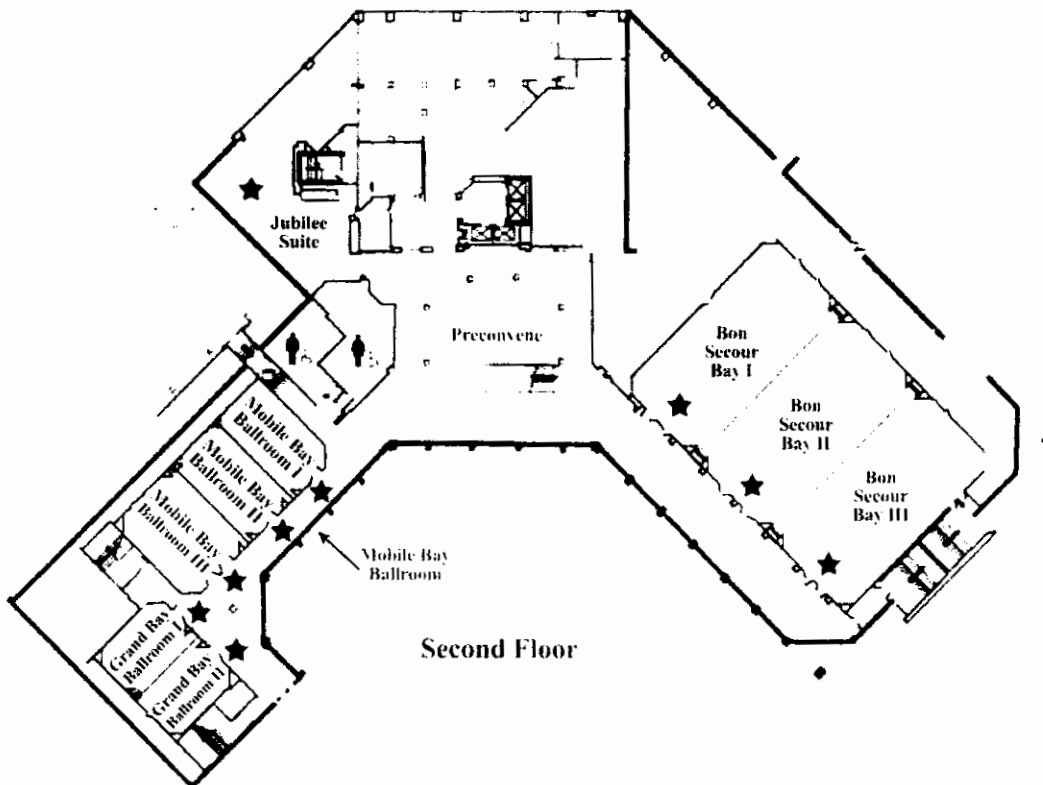 Jubilee
Suite
Preconvene
Bon
Secour
Bay I
Bon
Secour
Bay II
Bon
Secour
Bay III
Mobile Bay
Ballroom I
Mobile Bay
Ballroom II
Mobile Bay
Ballroom III
Mobile Bay
Ballroom
Grand Bay
Ballroom I
Grand Bay
Ballroom II
Second Floor